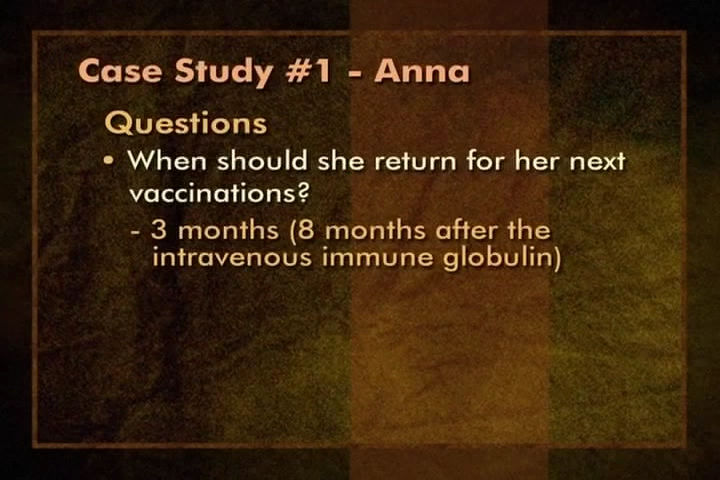 Case Study #1 - Anna
Questions
• When should she return for her next
vaccinations?
- 3 months (8 months after the
intravenous immune globulin)